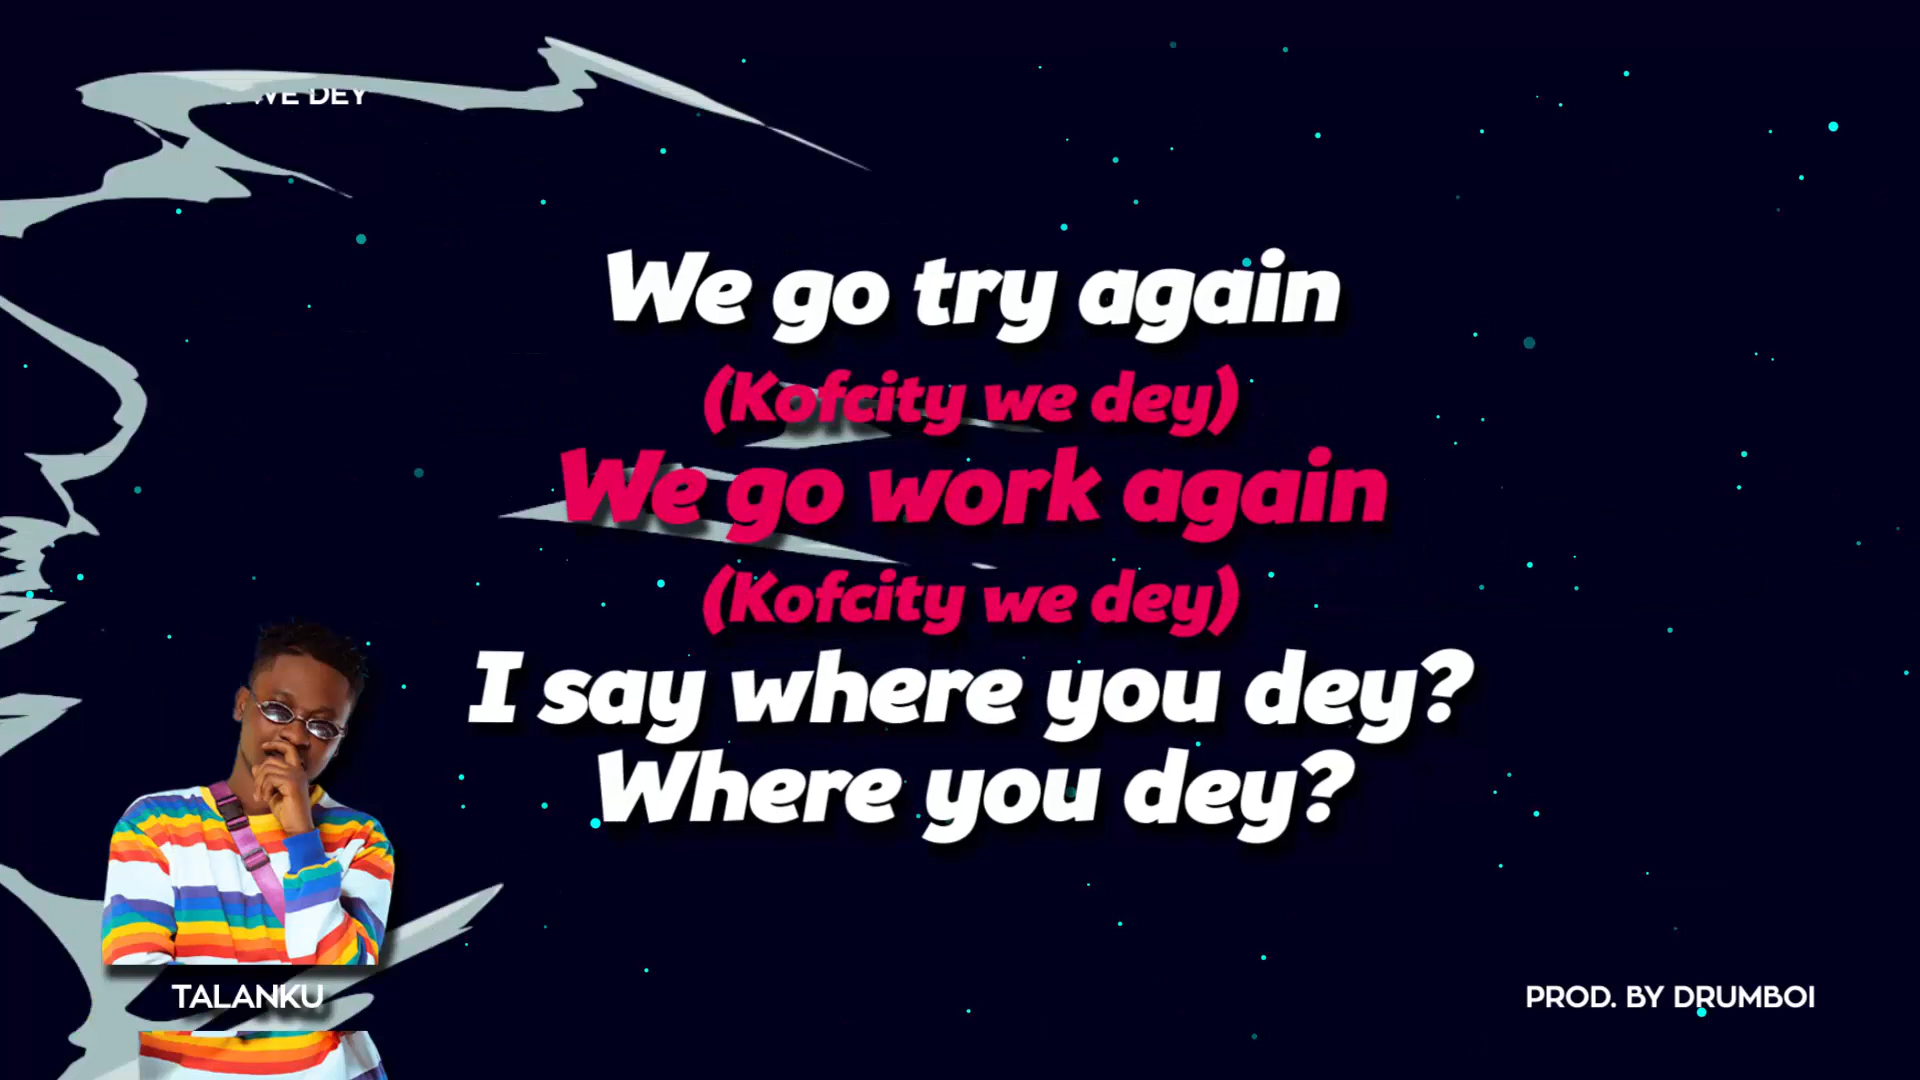 WE DEY
We go try again
(Kofcity we dey)
We go work again
(Kofcity we dey)
I say where you dey?
Where you dey?
TALANKU
PROD. BY DRUMBOI